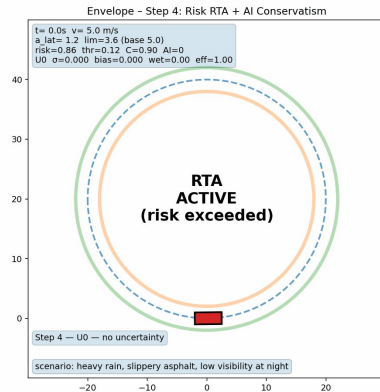 Envelope – Step 4: Risk RTA + AI Conservatism
t= 0.0s  v= 5.0 m/s
a_lat= 1.2  lim=3.6 (base 5.0)
risk=0.86  thr=0.12  C=0.90  AI=0
U0  σ=0.000  bias=0.000  wet=0.00  eff=1.00
40
30
20
10
0
RTA
ACTIVE
(risk exceeded)
Step 4 — U0 — no uncertainty
scenario: heavy rain, slippery asphalt, low visibility at night
−20
−10
0
10
20